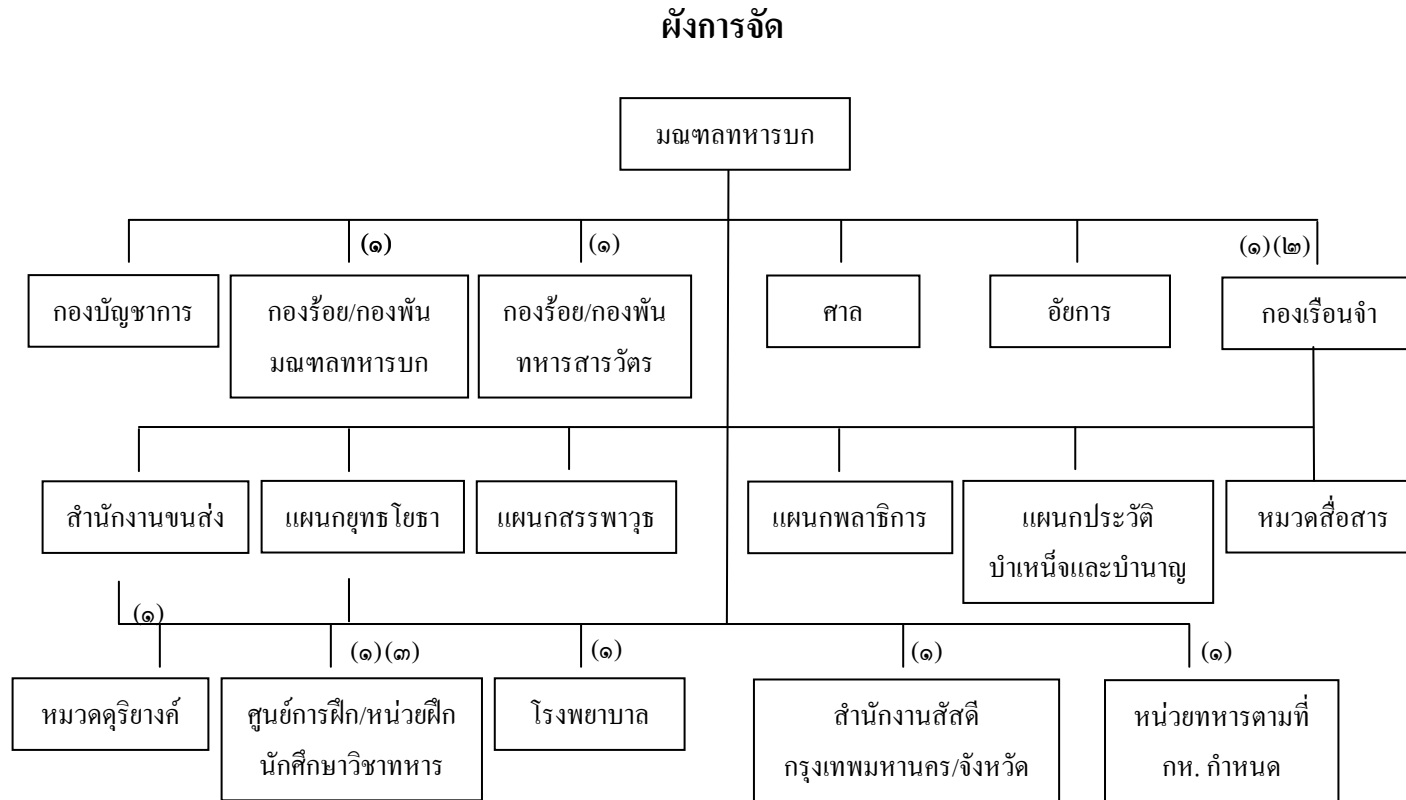 ผังการจัด
มณฑลทหารบก
(๑)
(๑)
(๑)(๒)
กองบัญชาการ
กองร้อย/กองพัน
มณฑลทหารบก
กองร้อย/กองพัน
ทหารสารวัตร
ศาล
อัยการ
กองเรือนจำ
สำนักงานขนส่ง
แผนกยุทธโยธา
แผนกสรรพาวุธ
แผนกพลาธิการ
แผนกประวัติ
บำเหน็จและบำนาญ
หมวดสื่อสาร
(๑)
(๑)(๓)
(๑)
(๑)
(๑)
หมวดดุริยางค์
ศูนย์การฝึก/หน่วยฝึก
นักศึกษาวิชาทหาร
โรงพยาบาล
สำนักงานสัสดี
กรุงเทพมหานคร/จังหวัด
หน่วยทหารตามที่
กห. กำหนด